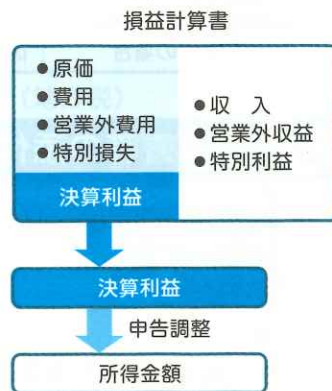 損益計算書
●原価
●費用
●営業外費用
●特別損失
決算利益
●収　入
●営業外収益
●特別利益
決算利益
申告調整
所得金額